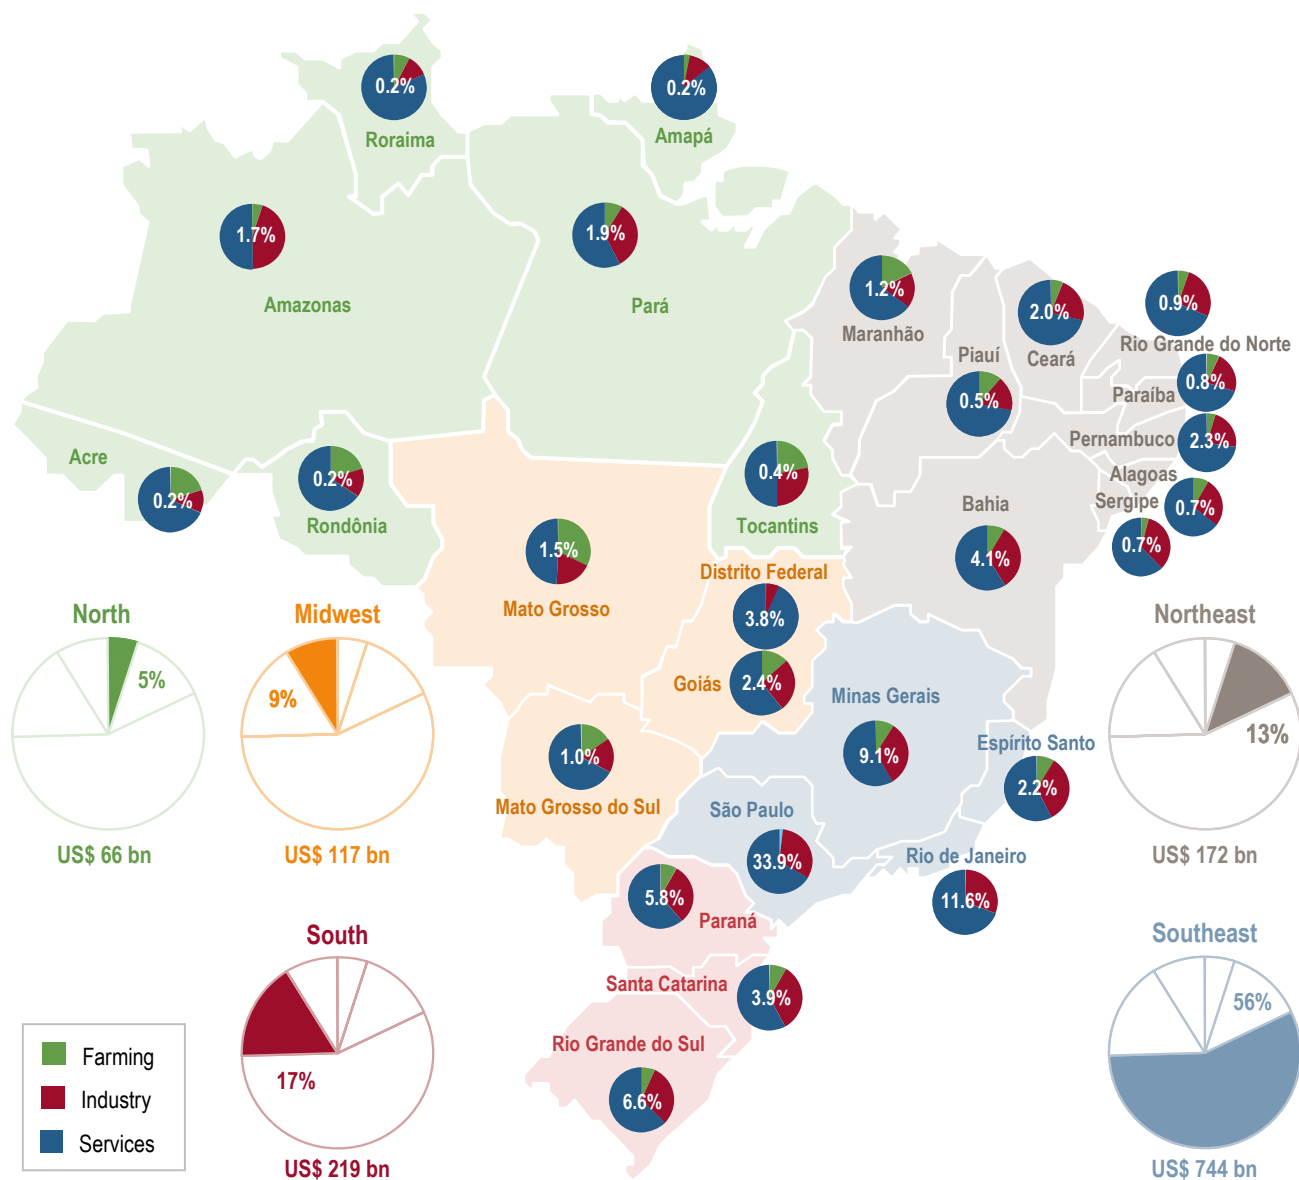 0.2%
Roraima
0.2%
Amapá
1.7%
Amazonas
1.9%
Pará
1.2%
Maranhão
2.0%
Ceará
0.9%
Rio Grande do Norte
Piauí
0.5%
0.8%
Paraíba
Pernambuco
2.3%
Alagoas
0.7%
Sergipe
0.7%
Acre
0.2%
0.2%
Rondônia
0.4%
Tocantins
Bahia
4.1%
1.5%
Mato Grosso
Distrito Federal
3.8%
Goiás
2.4%
Minas Gerais
9.1%
Espírito Santo
2.2%
1.0%
Mato Grosso do Sul
São Paulo
33.9%
Rio de Janeiro
11.6%
5.8%
Paraná
Santa Catarina
3.9%
Rio Grande do Sul
6.6%
North
5%
US$ 66 bn
Midwest
9%
US$ 117 bn
Northeast
13%
US$ 172 bn
South
17%
US$ 219 bn
Southeast
56%
US$ 744 bn
Farming
Industry
Services